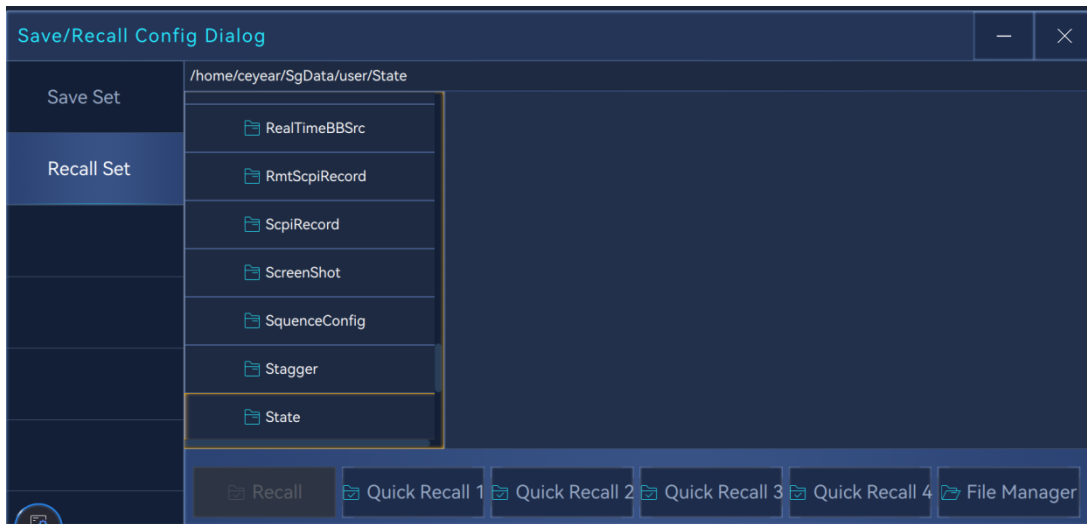 Save/Recall Config Dialog
/home/ceyear/SgData/user/State
Save Set
Recall Set
RealTimeBBSrc
RmtScpiRecord
ScpiRecord
ScreenShot
SquenceConfig
Stagger
State
Recall
Quick Recall 1
Quick Recall 2
Quick Recall 3
Quick Recall 4
File Manager